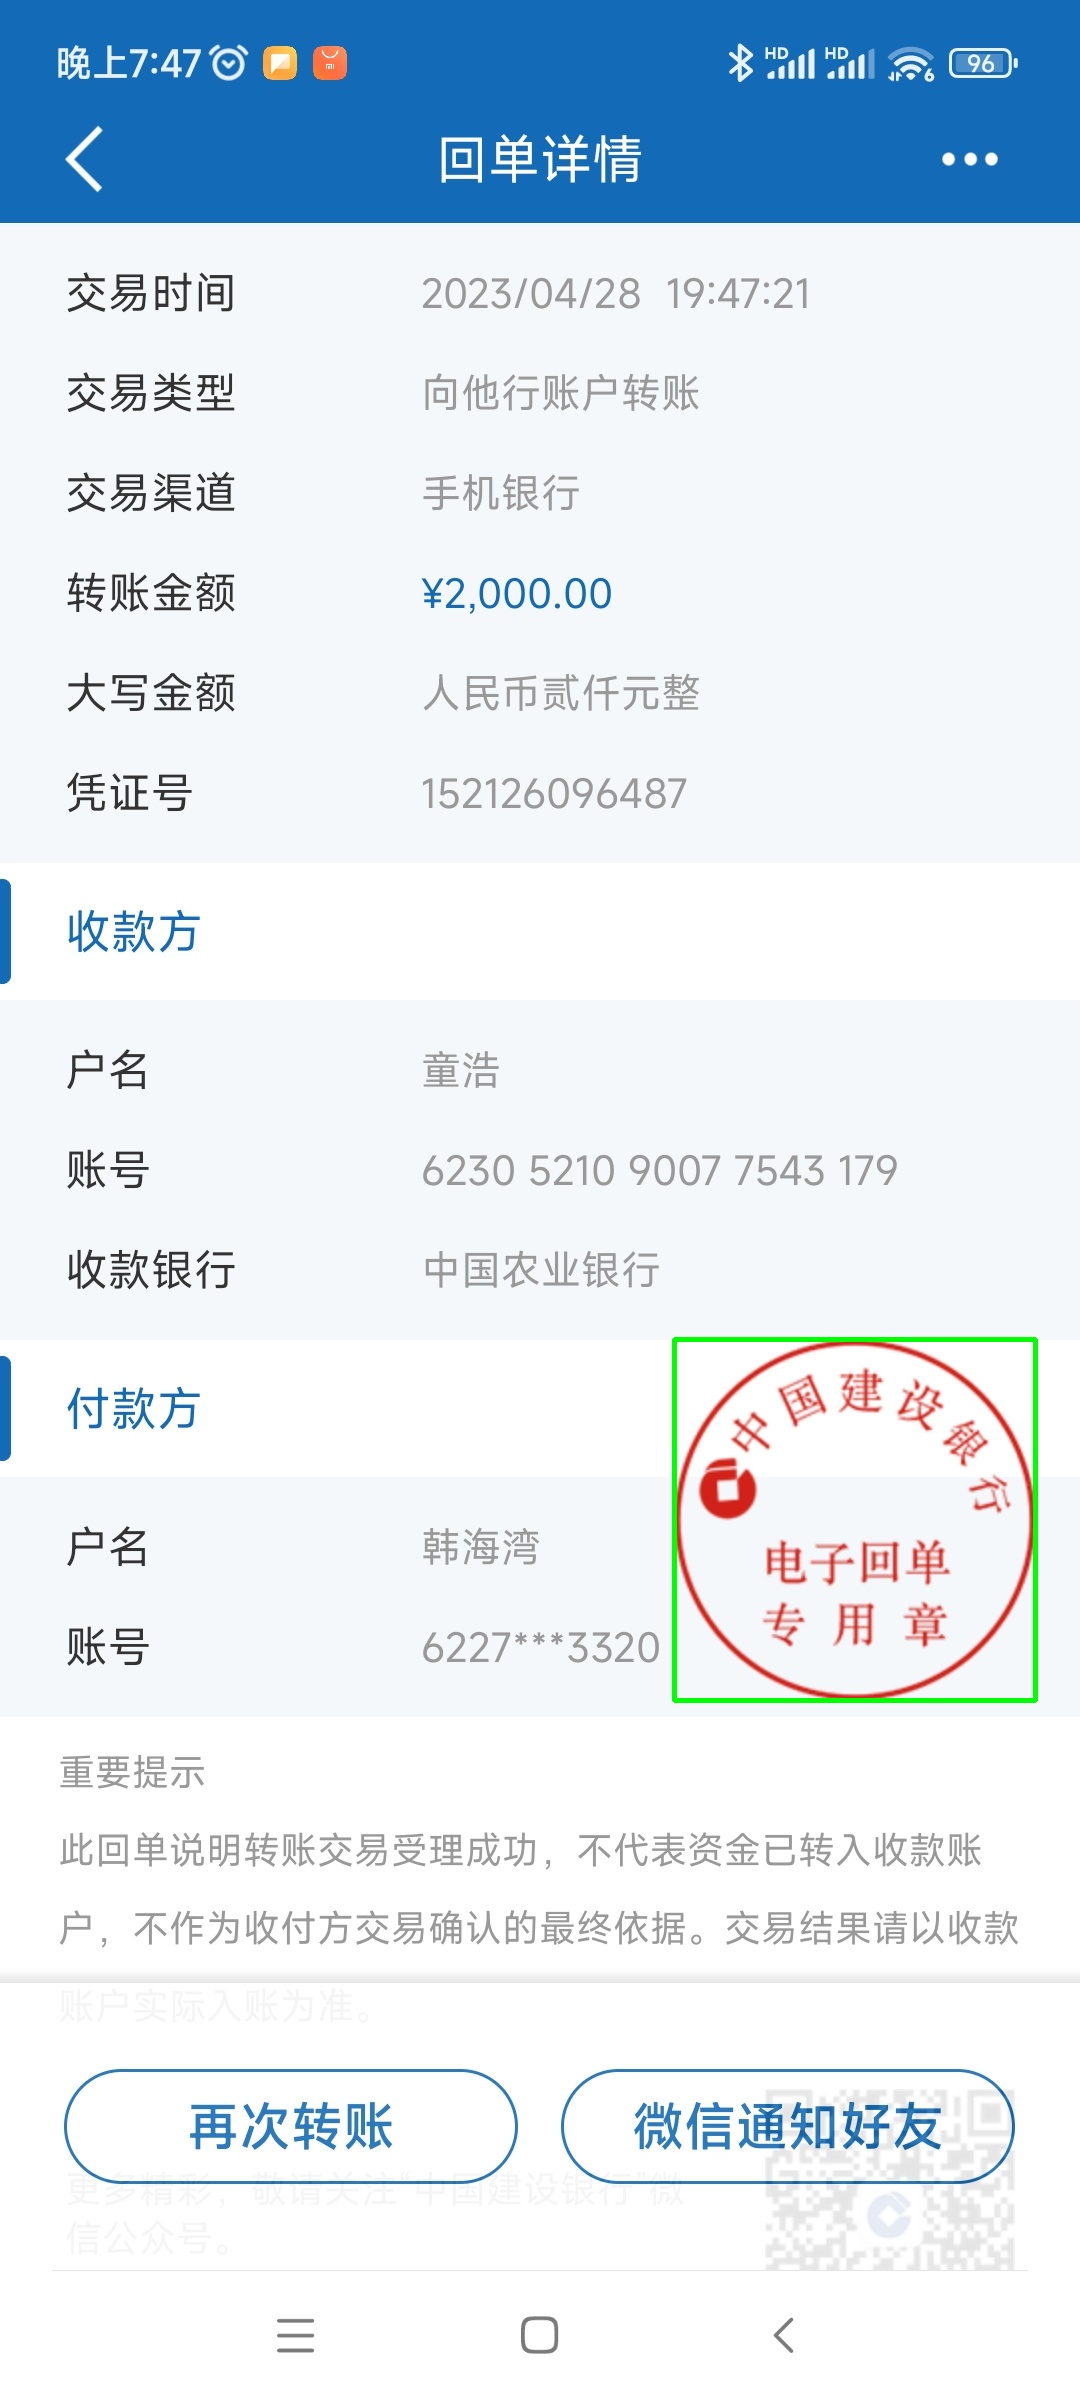 晚上7:47 HD HD 6 96
回单详情
交易时间 2023/04/28 19:47:21
交易类型 向他行账户转账
交易渠道 手机银行
转账金额 ¥2,000.00
大写金额 人民币贰仟元整
凭证号 152126096487
收款方
户名 童浩
账号 6230 5210 9007 7543 179
收款银行 中国农业银行
付款方
中国建设银行
电子回单
专用章
户名 韩海湾
账号 6227***3320
重要提示
此回单说明转账交易受理成功，不代表资金已转入收款账
户，不作为收付方交易确认的最终依据。交易结果请以收款
账户实际入账为准。
再次转账 微信通知好友
更多精彩，敬请关注“中国建设银行”微
信公众号。